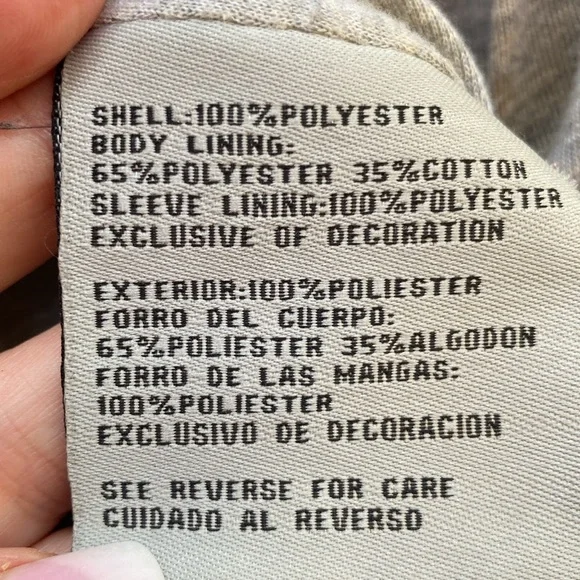 SHELL:100%POLYESTER
BODY LINING:
65%POLYESTER 35%COTTON
SLEEVE LINING:100%POLYESTER
EXCLUSIVE OF DECORATION
EXTERIOR:100%POLIESTER
FORRO DEL CUERPO:
65%POLIESTER 35%ALGODON
FORRO DE LAS MANGAS:
100%POLIESTER
EXCLUSIVO DE DECORACION
SEE REVERSE FOR CARE
CUIDADO AL REVERSO